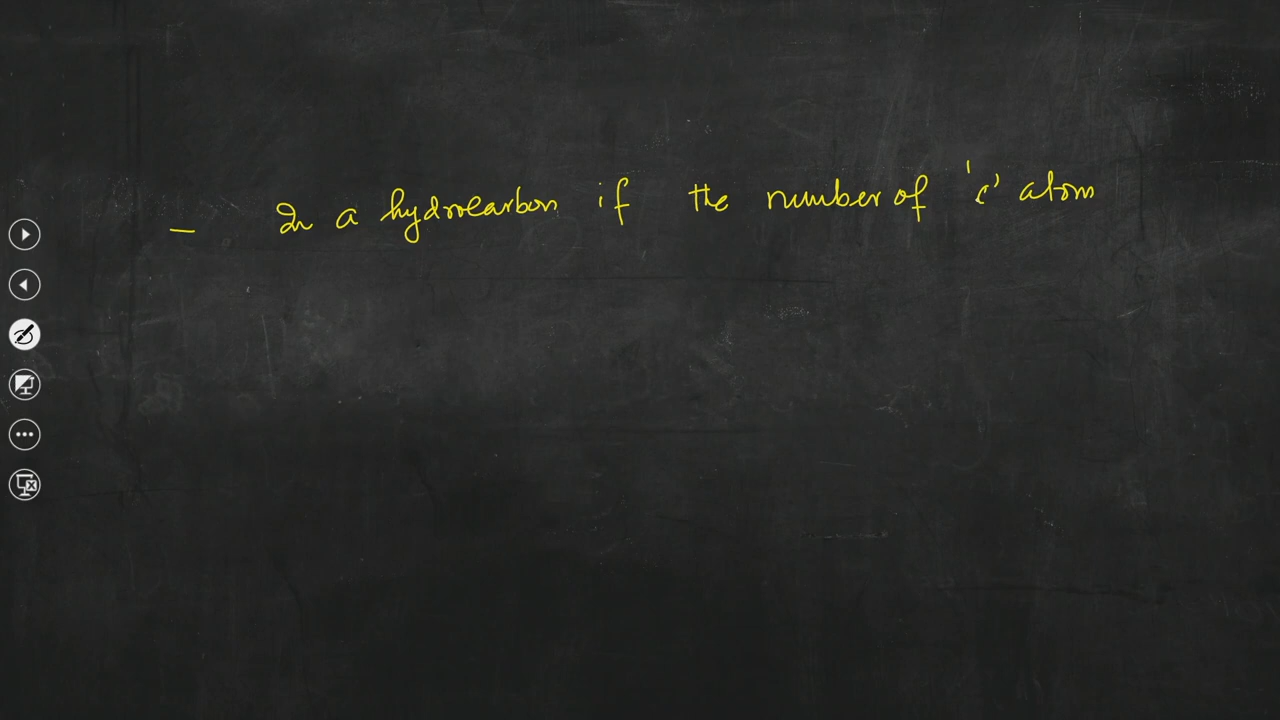 - In a hydrocarbon if the number of 'c' atom